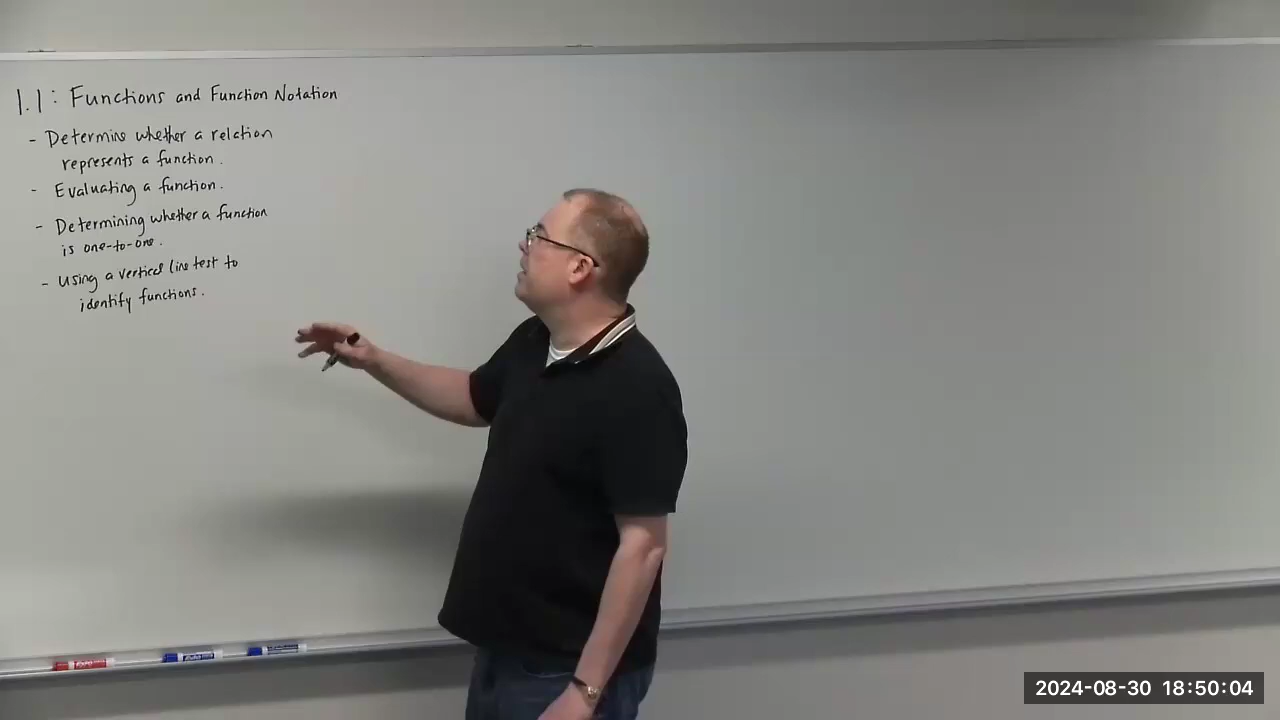 1.1: Functions and Function Notation
- Determine whether a relation
represents a function.
- Evaluating a function.
- Determining whether a function
is one-to-one.
- Using a vertical line test to
identify functions.
EXPO
2024-08-30 18:50:04